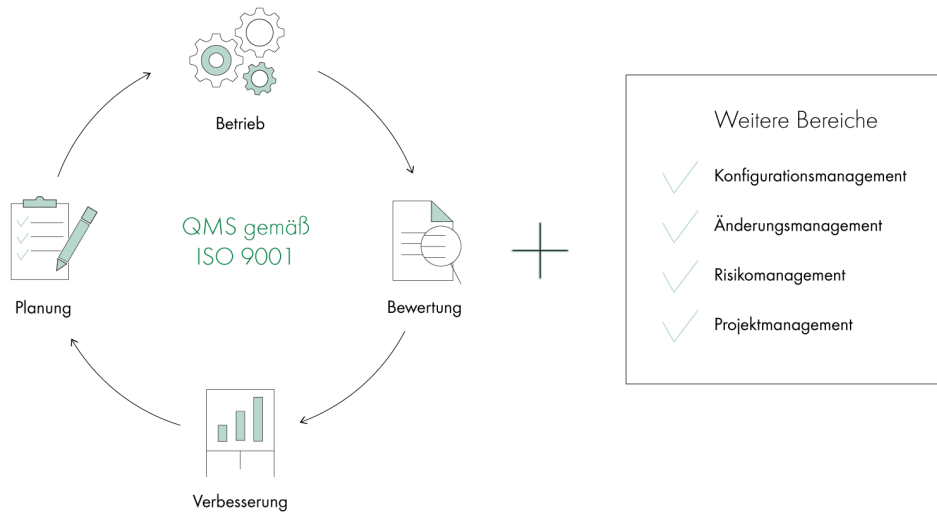 Betrieb
QMS gemäß
ISO 9001
Planung
Bewertung
Verbesserung
Weitere Bereiche
Konfigurationsmanagement
Änderungsmanagement
Risikomanagement
Projektmanagement